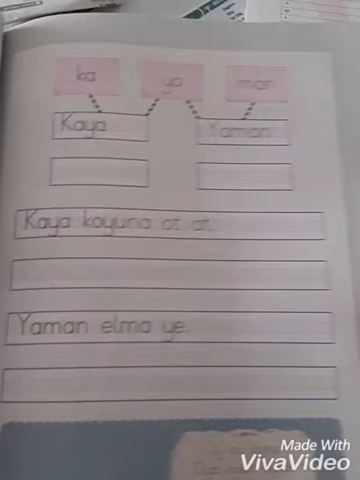 ka ya man
Kaya Yaman
Kaya koyuna ot at.
Yaman elma ye.
Made With
VivaVideo